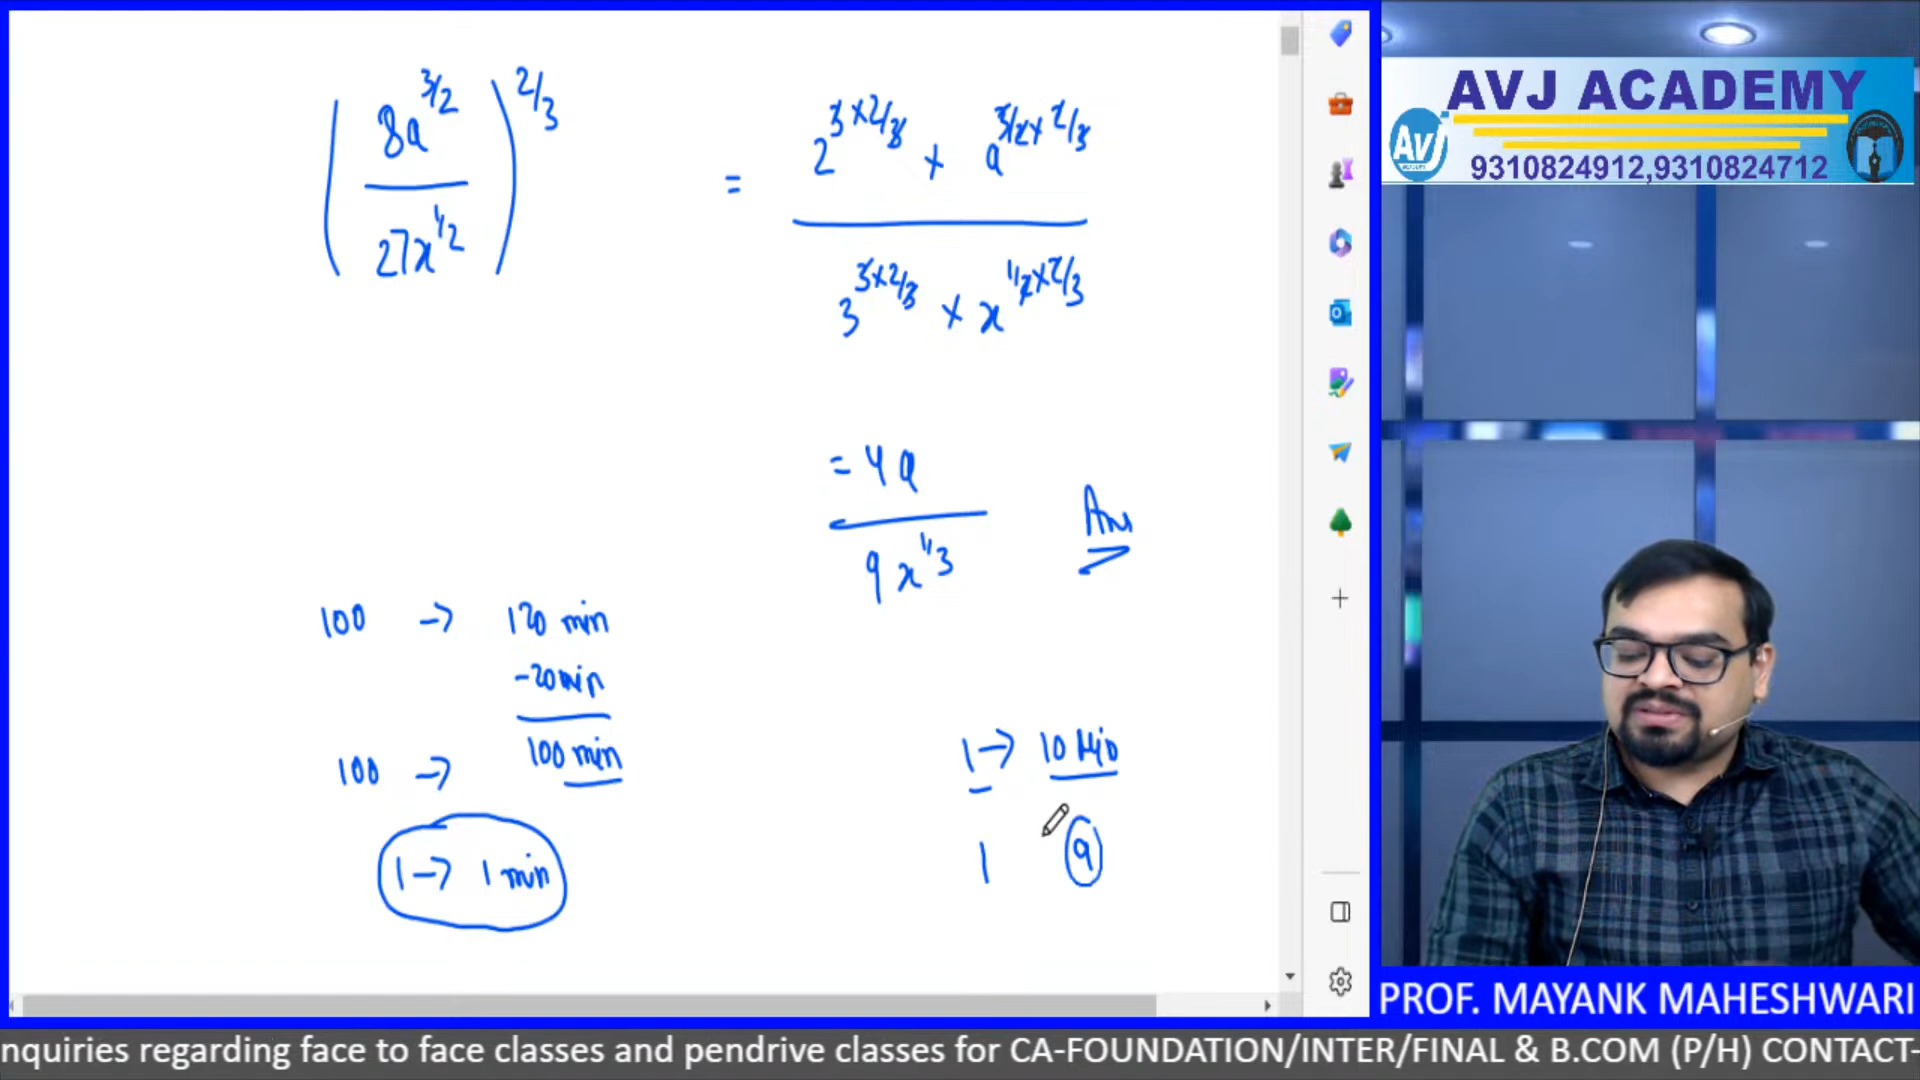 (8a^3/2 / 27x^1/2)^2/3 = 2^3×2/3 × a^3/2×2/3 / 3^3×2/3 × x^1/2×2/3
= 4a / 9x^1/3 Ans
100 → 120 min
-20 min
100 → 100 min
1 → 1 min
1 → 10 Min
1 9
AVJ ACADEMY
AVJ
9310824912,9310824712
PROF. MAYANK MAHESHWARI
nquiries regarding face to face classes and pendrive classes for CA-FOUNDATION/INTER/FINAL & B.COM (P/H) CONTACT-